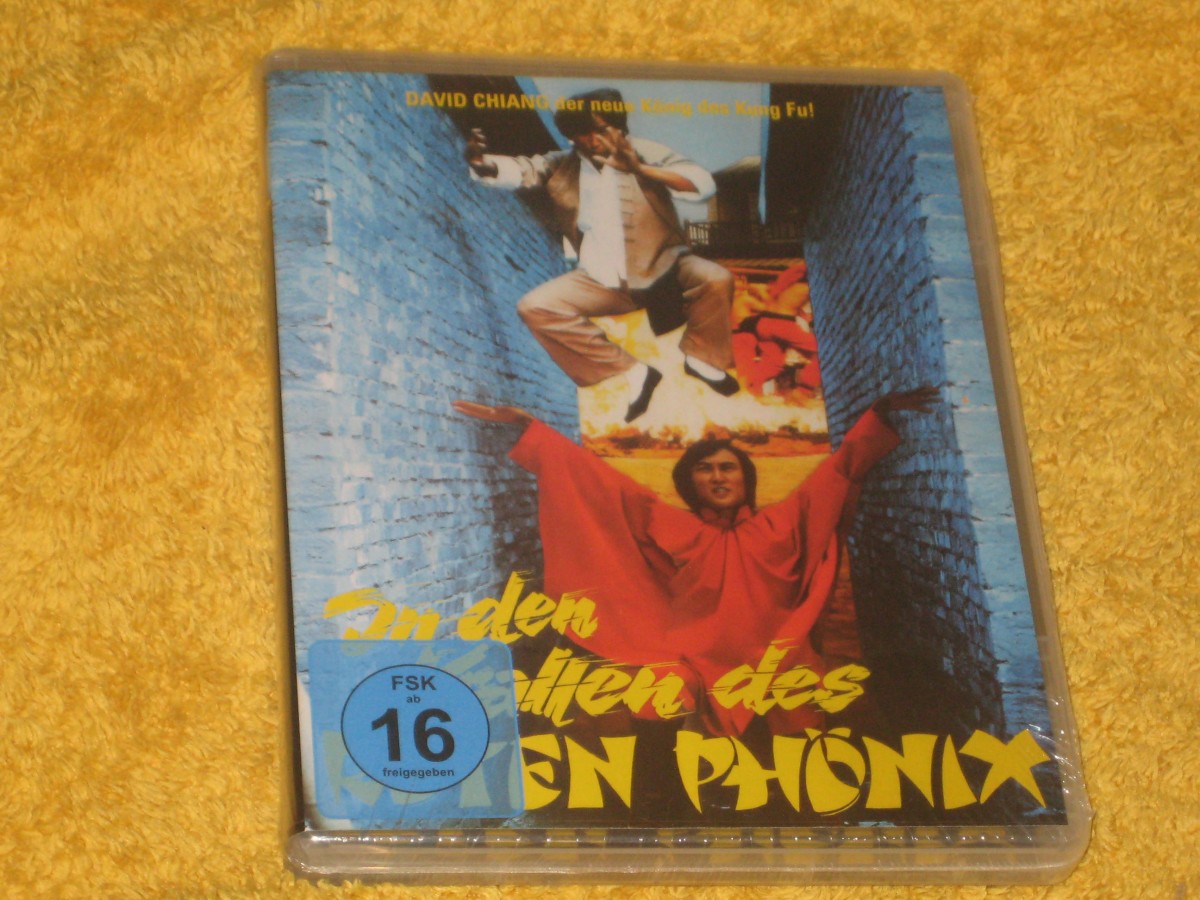 DAVID CHIANG der neue König des Kung Fu!
In den
des
EN PHÖNIX
FSK
ab
16
freigegeben